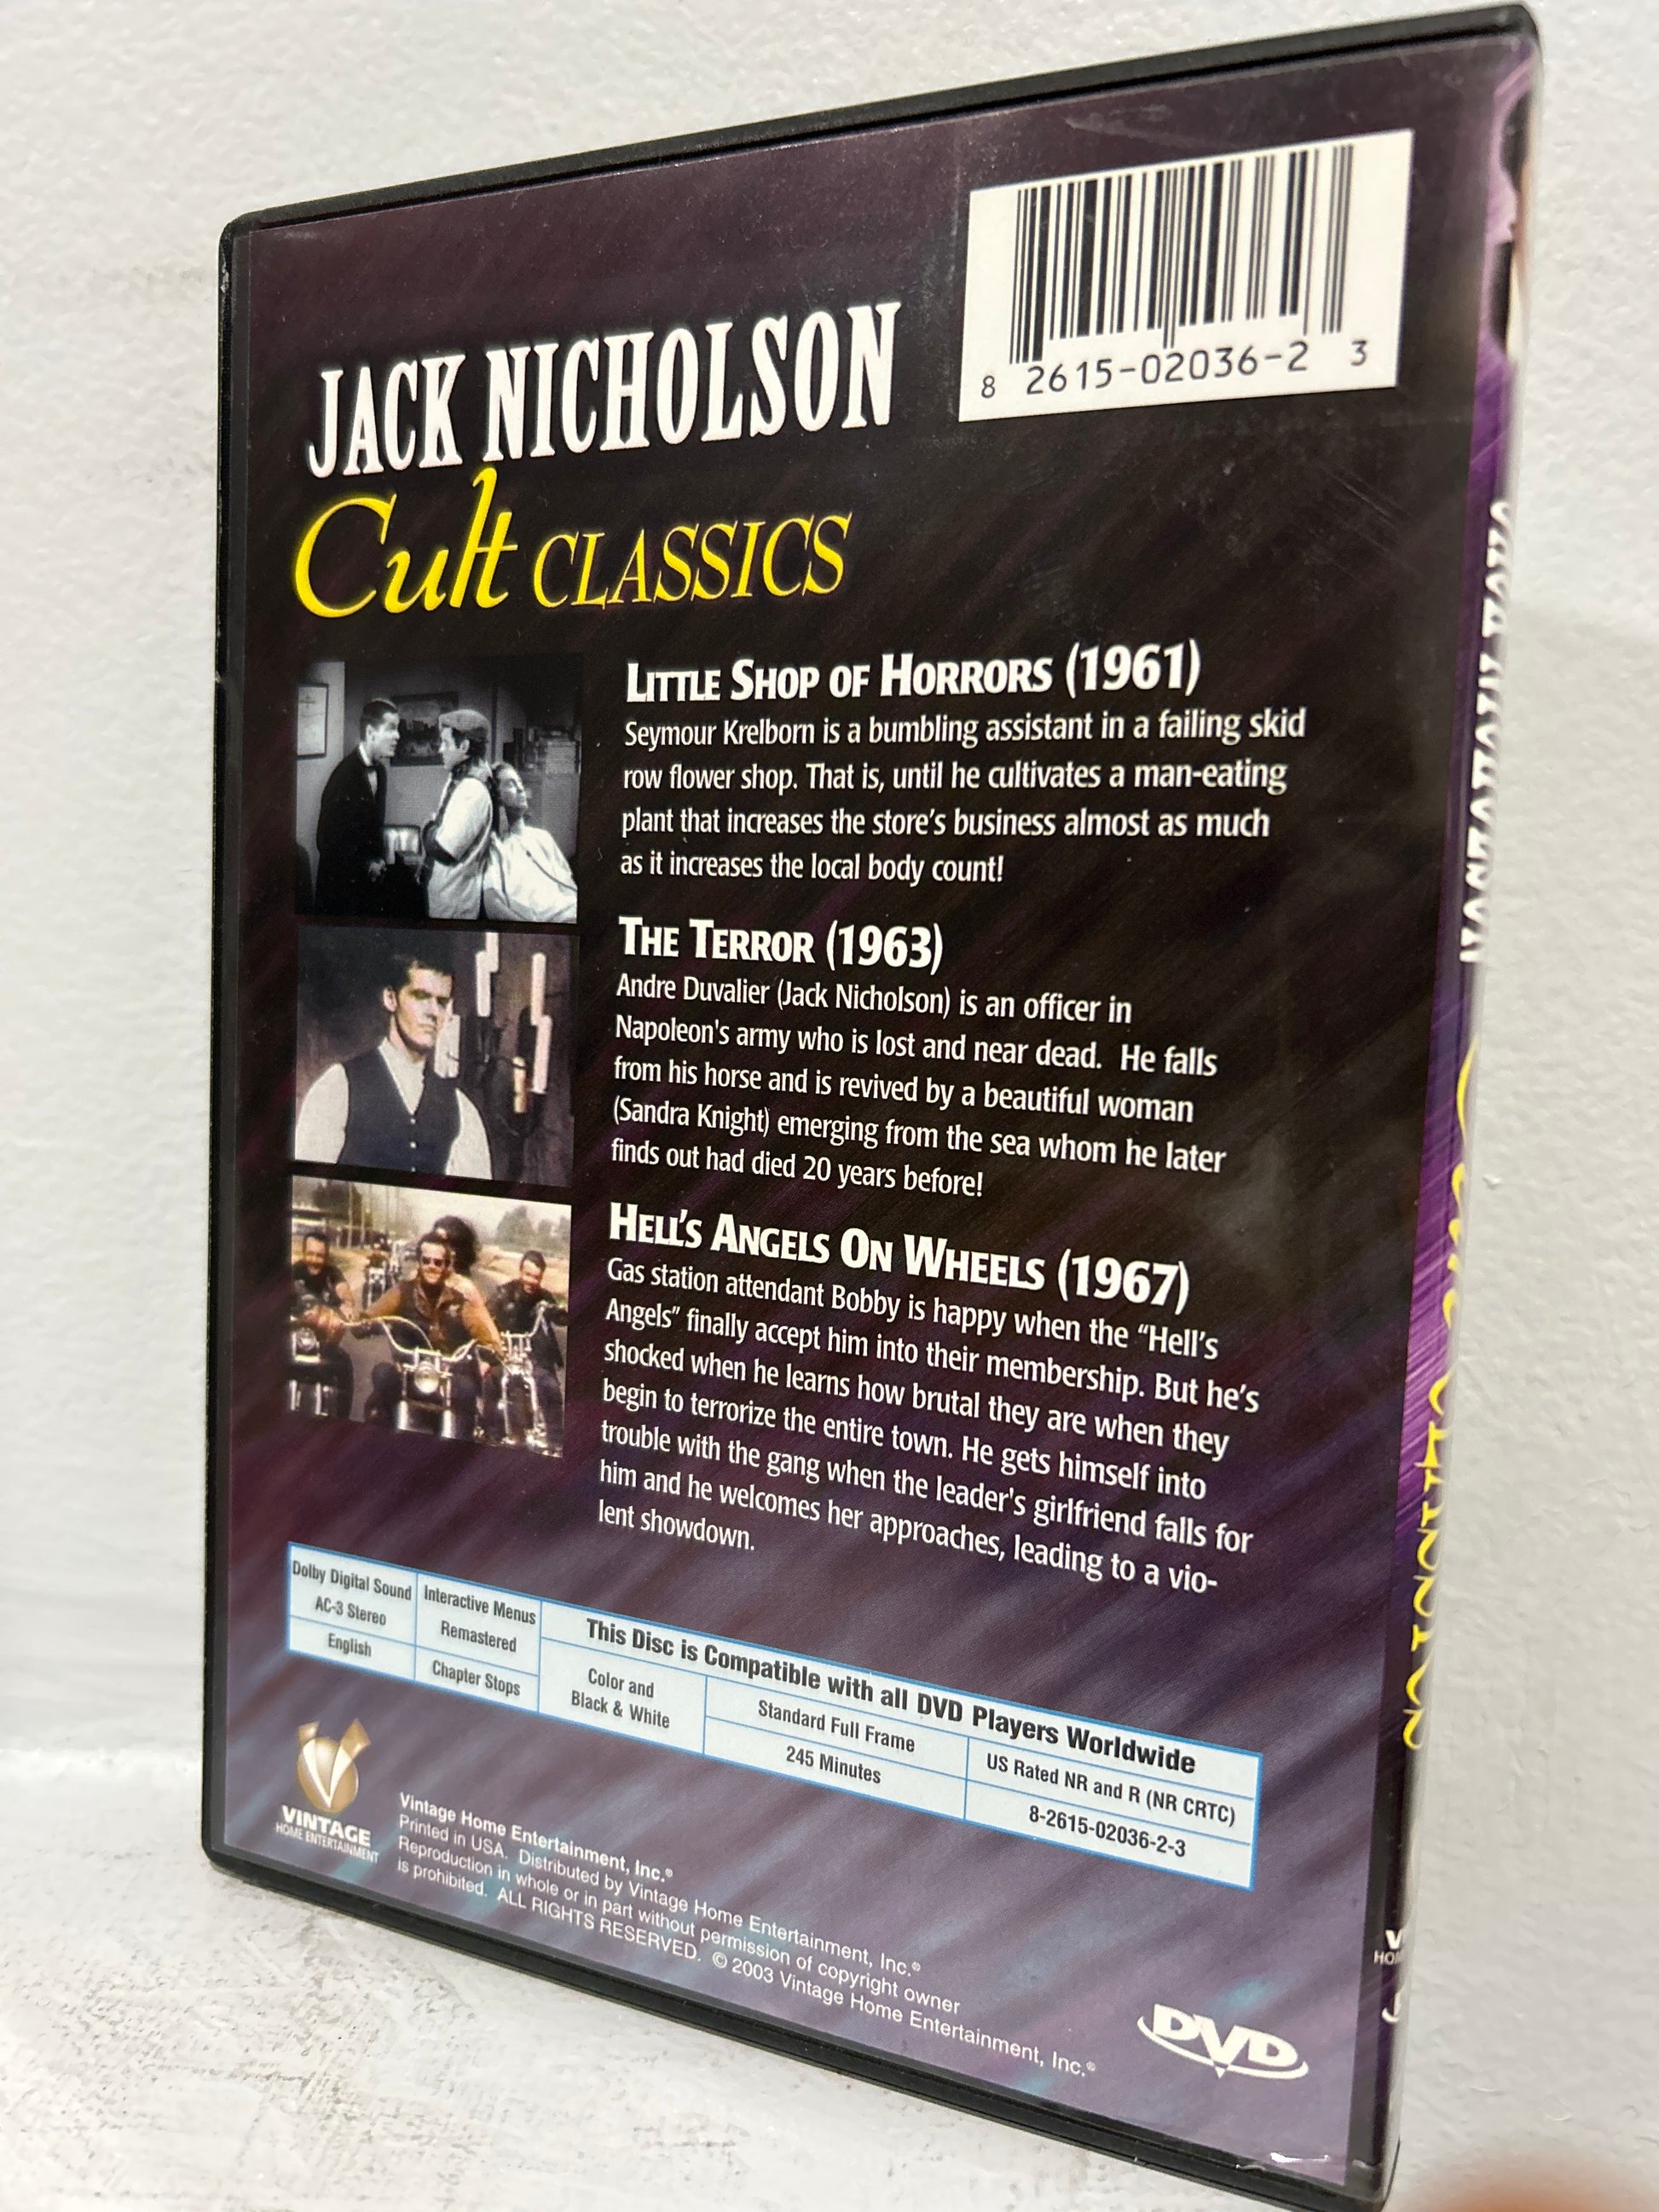 8 2615-02036-2 3
JACK NICHOLSON
Cult CLASSICS
LITTLE SHOP OF HORRORS (1961)
Seymour Krelborn is a bumbling assistant in a failing skid
row flower shop. That is, until he cultivates a man-eating
plant that increases the store's business almost as much
as it increases the local body count!
THE TERROR (1963)
Andre Duvalier (Jack Nicholson) is an officer in
Napoleon's army who is lost and near dead. He falls
from his horse and is revived by a beautiful woman
(Sandra Knight) emerging from the sea whom he later
finds out had died 20 years before!
HELL'S ANGELS ON WHEELS (1967)
Gas station attendant Bobby is happy when the “Hell's
Angels” finally accept him into their membership. But he's
shocked when he learns how brutal they are when they
begin to terrorize the entire town. He gets himself into
trouble with the gang when the leader's girlfriend falls for
him and he welcomes her approaches, leading to a vio-
lent showdown.
Dolby Digital Sound
AC-3 Stereo
English
Interactive Menus
Remastered
Chapter Stops
This Disc is Compatible with all DVD Players Worldwide
Color and
Black & White
Standard Full Frame
245 Minutes
US Rated NR and R (NR CRTC)
8-2615-02036-2-3
VINTAGE
HOME ENTERTAINMENT
Vintage Home Entertainment, Inc.®
Printed in USA. Distributed by Vintage Home Entertainment, Inc.®
Reproduction in whole or in part without permission of copyright owner
is prohibited. ALL RIGHTS RESERVED. © 2003 Vintage Home Entertainment, Inc.®
DVD
JACK NICHOLSON
Cult CLASSICS